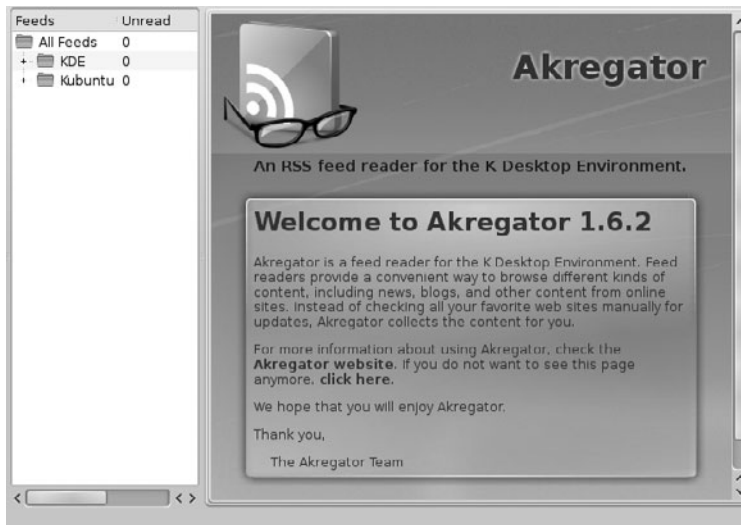 Feeds Unread
All Feeds 0
KDE 0
Kubuntu 0
Akregator
An RSS feed reader for the K Desktop Environment.
Welcome to Akregator 1.6.2
Akregator is a feed reader for the K Desktop Environment. Feed
readers provide a convenient way to browse different kinds of
content, including news, blogs, and other content from online
sites. Instead of checking all your favorite web sites manually for
updates, Akregator collects the content for you.
For more information about using Akregator, check the
Akregator website. If you do not want to see this page
anymore, click here.
We hope that you will enjoy Akregator.
Thank you,
The Akregator Team